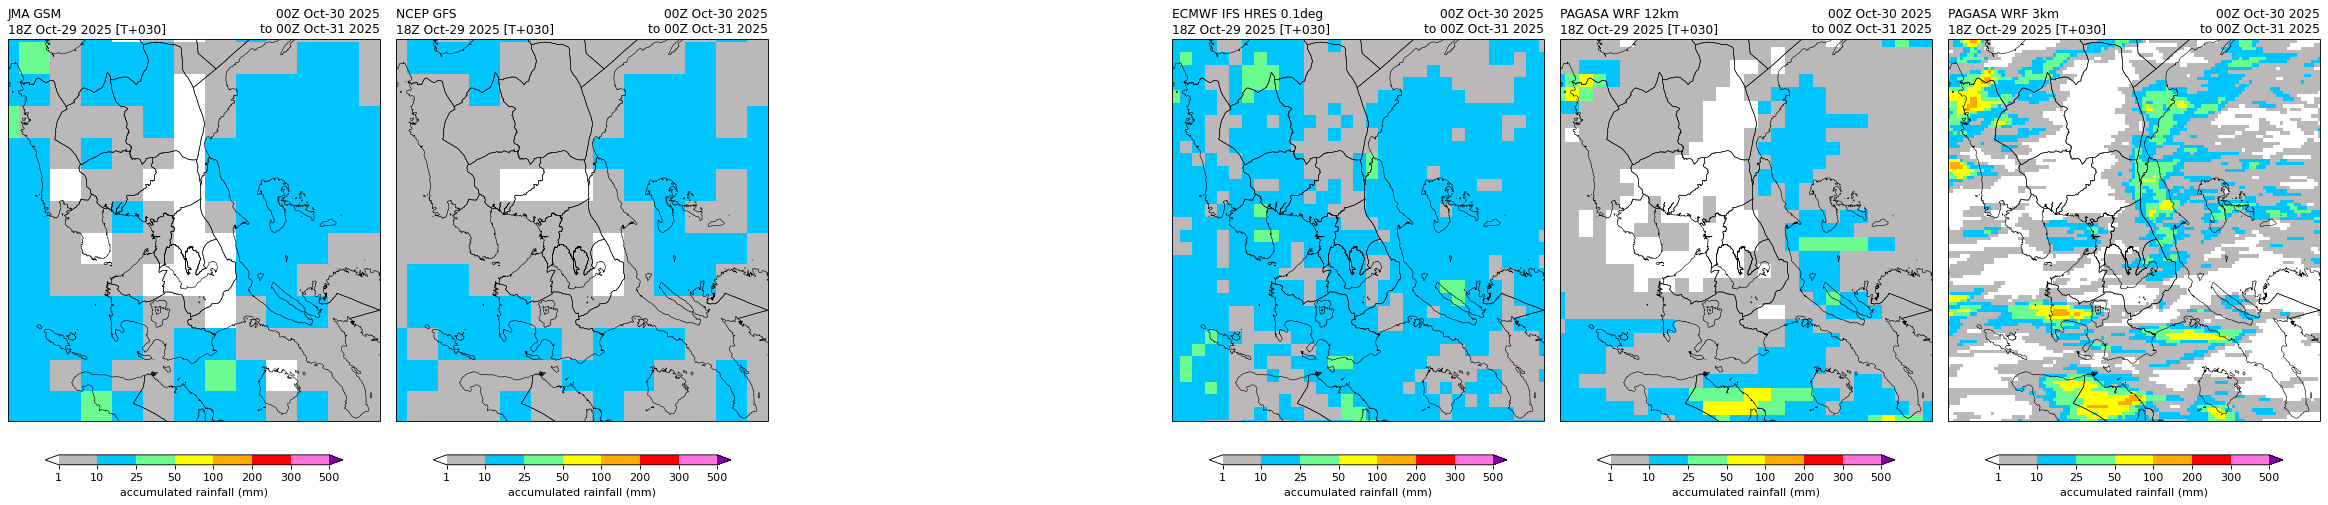 JMA GSM 00Z Oct-30 2025
18Z Oct-29 2025 [T+030] to 00Z Oct-31 2025
1 10 25 50 100 200 300 500
accumulated rainfall (mm)
NCEP GFS 00Z Oct-30 2025
18Z Oct-29 2025 [T+030] to 00Z Oct-31 2025
1 10 25 50 100 200 300 500
accumulated rainfall (mm)
ECMWF IFS HRES 0.1deg 00Z Oct-30 2025
18Z Oct-29 2025 [T+030] to 00Z Oct-31 2025
1 10 25 50 100 200 300 500
accumulated rainfall (mm)
PAGASA WRF 12km 00Z Oct-30 2025
18Z Oct-29 2025 [T+030] to 00Z Oct-31 2025
1 10 25 50 100 200 300 500
accumulated rainfall (mm)
PAGASA WRF 3km 00Z Oct-30 2025
18Z Oct-29 2025 [T+030] to 00Z Oct-31 2025
1 10 25 50 100 200 300 500
accumulated rainfall (mm)